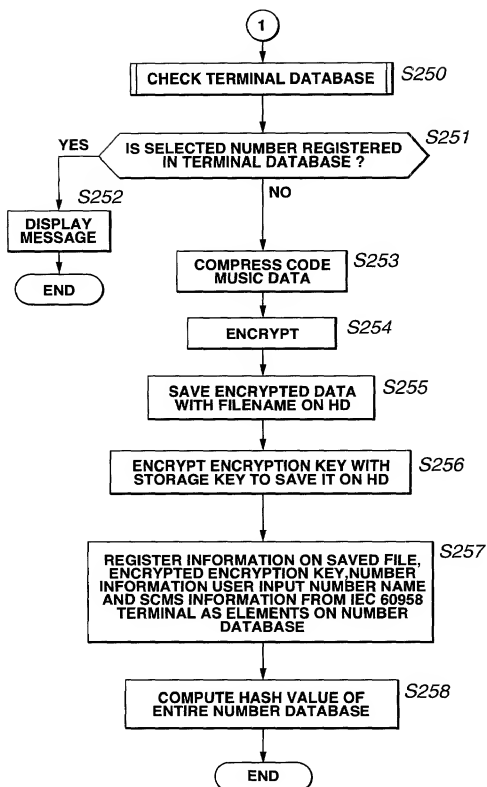 1
CHECK TERMINAL DATABASE
S250
IS SELECTED NUMBER REGISTERED
IN TERMINAL DATABASE ?
S251
YES
S252
NO
DISPLAY
MESSAGE
END
COMPRESS CODE
MUSIC DATA
S253
ENCRYPT
S254
SAVE ENCRYPTED DATA
WITH FILENAME ON HD
S255
ENCRYPT ENCRYPTION KEY WITH
STORAGE KEY TO SAVE IT ON HD
S256
REGISTER INFORMATION ON SAVED FILE,
ENCRYPTED ENCRYPTION KEY,NUMBER
INFORMATION USER INPUT NUMBER NAME
AND SCMS INFORMATION FROM IEC 60958
TERMINAL AS ELEMENTS ON NUMBER
DATABASE
S257
COMPUTE HASH VALUE OF
ENTIRE NUMBER DATABASE
S258
END